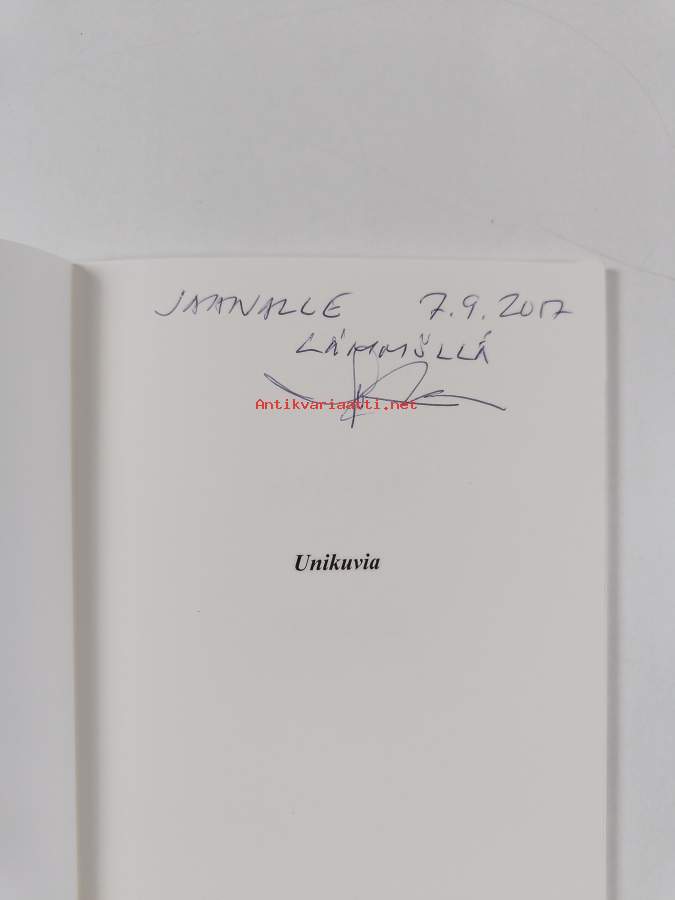 JAANALLE 7.9.2017
LÄMMÖLLÄ
Antikvariaatti.net
Unikuvia